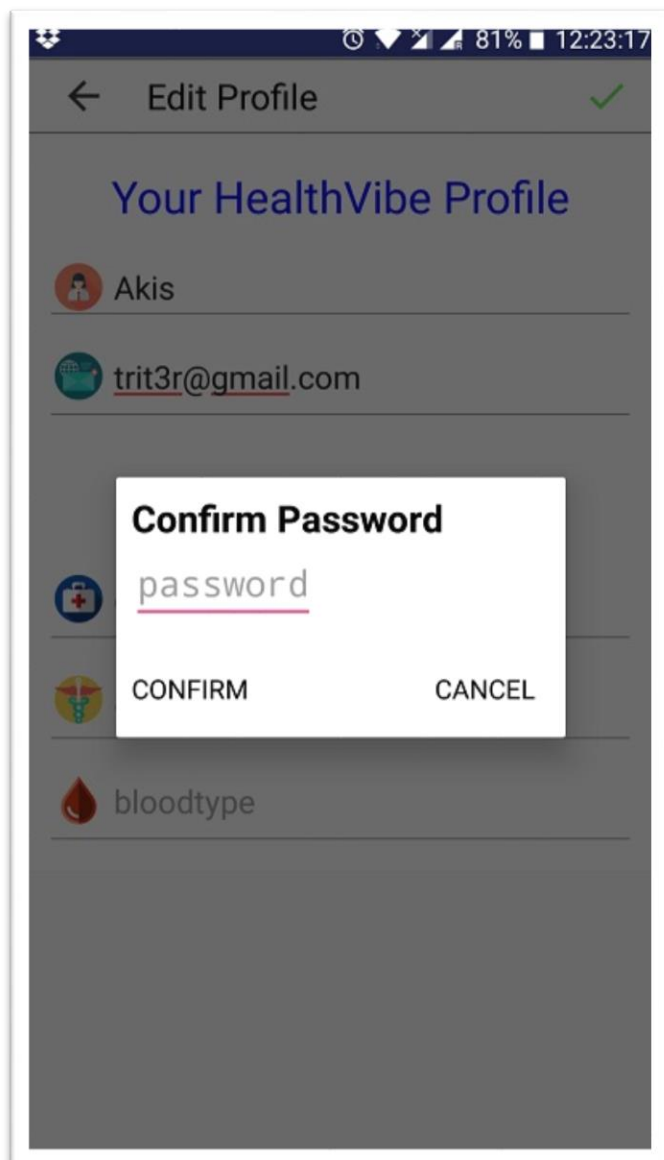 81% 12:23:17
Edit Profile
Your HealthVibe Profile
Akis
trit3r@gmail.com
Confirm Password
password
CONFIRM CANCEL
bloodtype